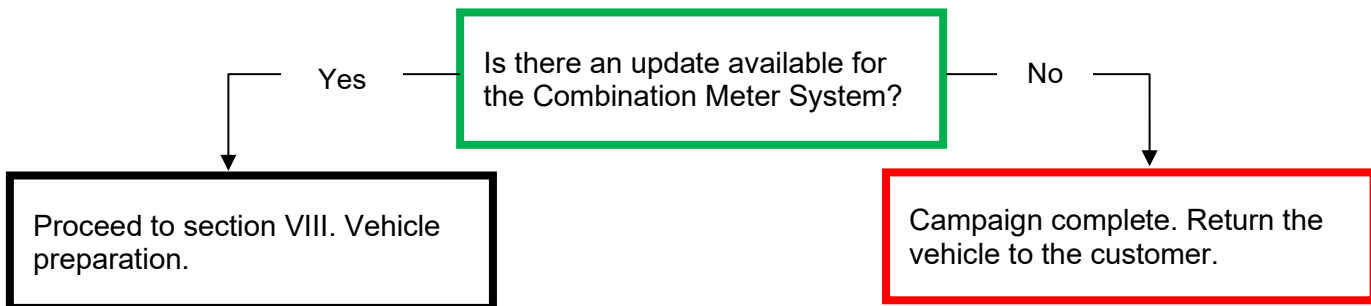 Is there an update available for
the Combination Meter System?
Yes
No
Proceed to section VIII. Vehicle
preparation.
Campaign complete. Return the
vehicle to the customer.